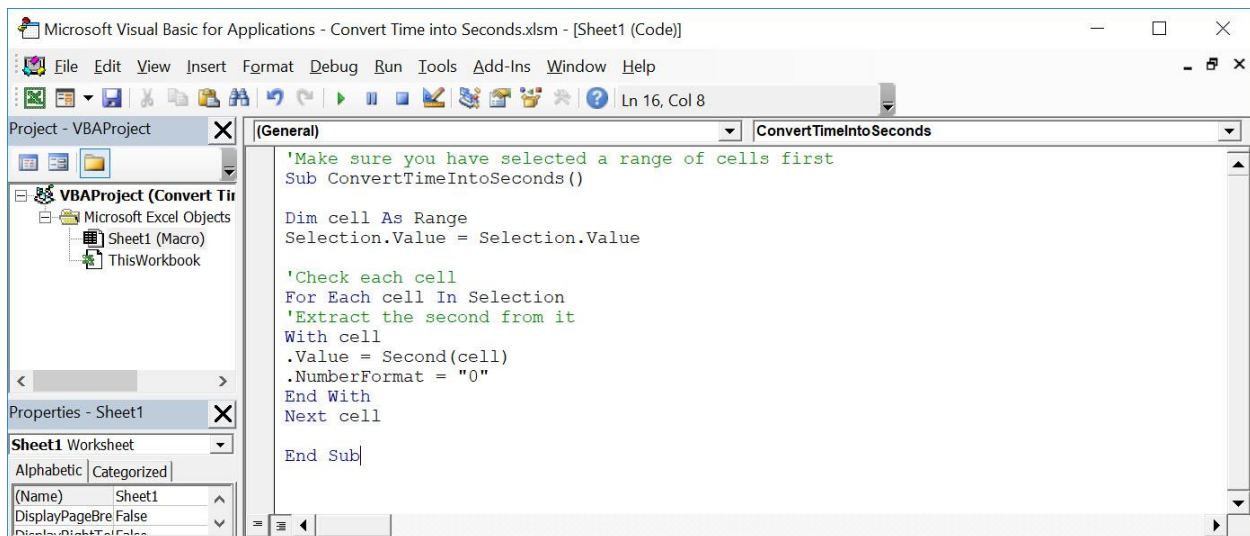 Microsoft Visual Basic for Applications - Convert Time into Seconds.xlsm - [Sheet1 (Code)]
File Edit View Insert Format Debug Run Tools Add-Ins Window Help
Ln 16, Col 8
Project - VBAProject
VBAProject (Convert Tir
Microsoft Excel Objects
Sheet1 (Macro)
ThisWorkbook
Properties - Sheet1
Sheet1 Worksheet
Alphabetic Categorized
(Name) Sheet1
DisplayPageBre False
(General) ConvertTimeIntoSeconds
'Make sure you have selected a range of cells first
Sub ConvertTimeIntoSeconds()
Dim cell As Range
Selection.Value = Selection.Value
'Check each cell
For Each cell In Selection
'Extract the second from it
With cell
.Value = Second(cell)
.NumberFormat = "0"
End With
Next cell
End Sub